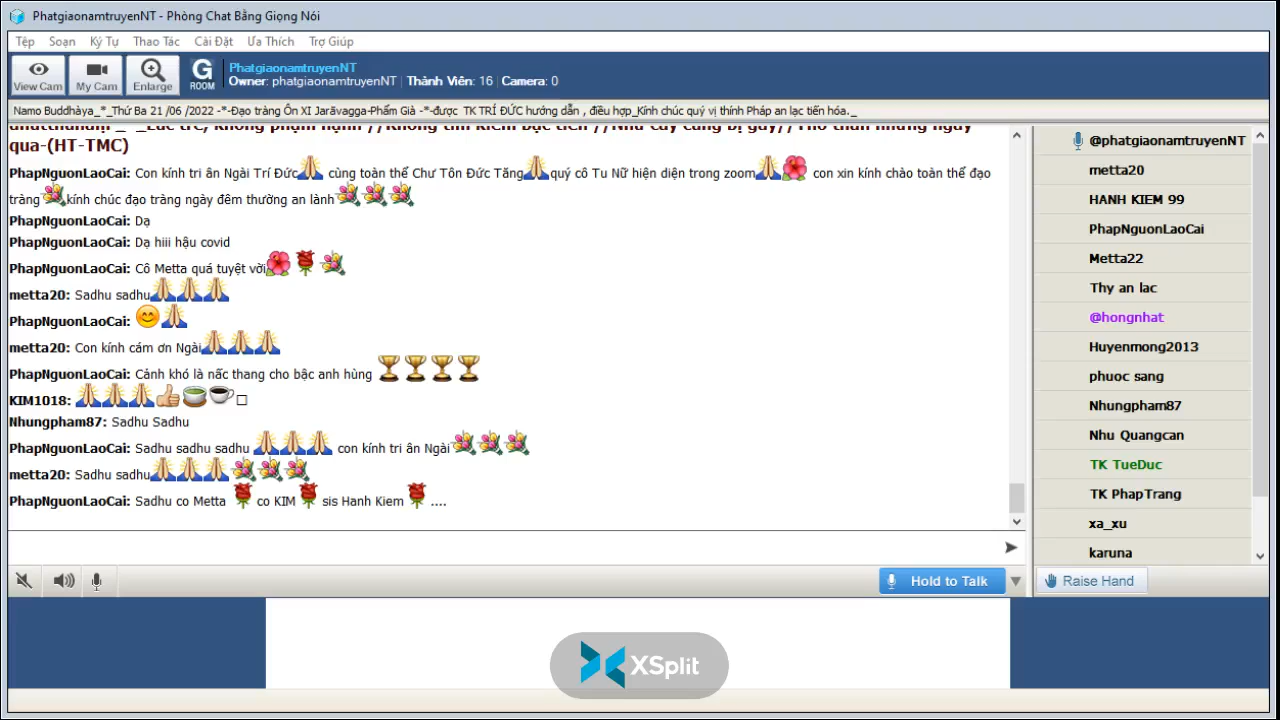 PhatgiaonamtruyenNT - Phòng Chat Bằng Giọng Nói
Tệp Soạn Ký Tự Thao Tác Cài Đặt Ưa Thích Trợ Giúp
View Cam My Cam Enlarge G ROOM
PhatgiaonamtruyenNT
Owner: phatgiaonamtruyenNT | Thành Viên: 16 | Camera: 0
Namo Buddhàya_*_Thứ Ba 21 /06 /2022 -*-Đạo tràng Ôn XI Jarāvagga-Phẩm Già -*-được TK TRÍ ĐỨC hướng dẫn , điều hợp_Kính chúc quý vị thính Pháp an lạc tiến hóa._
qua-(HT-TMC)
PhapNguonLaoCai: Con kính tri ân Ngài Trí Đức🙏 cùng toàn thể Chư Tôn Đức Tăng🙏quý cô Tu Nữ hiện diện trong zoom🙏🌺 con xin kính chào toàn thể đạo
tràng💐kính chúc đạo tràng ngày đêm thường an lành💐💐💐
PhapNguonLaoCai: Dạ
PhapNguonLaoCai: Dạ hiii hậu covid
PhapNguonLaoCai: Cô Metta quá tuyệt vời🌺🌹💐
metta20: Sadhu sadhu🙏🙏🙏
PhapNguonLaoCai: 😊🙏
metta20: Con kính cám ơn Ngài🙏🙏🙏
PhapNguonLaoCai: Cảnh khó là nấc thang cho bậc anh hùng 🏆🏆🏆🏆
KIM1018: 🙏🙏🙏👍🍵☕□
Nhungpham87: Sadhu Sadhu
PhapNguonLaoCai: Sadhu sadhu sadhu 🙏🙏🙏 con kính tri ân Ngài💐💐💐
metta20: Sadhu sadhu🙏🙏🙏💐💐💐
PhapNguonLaoCai: Sadhu co Metta 🌹co KIM🌹 sis Hanh Kiem🌹 ....
@phatgiaonamtruyenNT
metta20
HANH KIEM 99
PhapNguonLaoCai
Metta22
Thy an lac
@hongnhat
Huyenmong2013
phuoc sang
Nhungpham87
Nhu Quangcan
TK TueDuc
TK PhapTrang
xa_xu
karuna
Hold to Talk
Raise Hand
XSplit